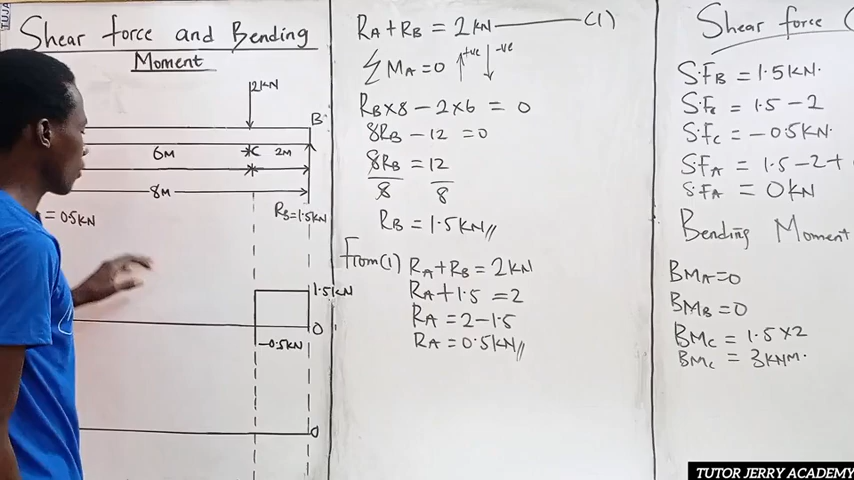 Shear force and Bending
Moment
2KN
B
6M
C
2M
8M
= 0.5KN
RB=1.5KN
1.5KN
0
-0.5KN
0
RA+RB = 2KN (1)
∑MA=0 ↑+ve ↓-ve
RB×8 - 2×6 = 0
8RB - 12 = 0
8RB = 12
8 8
RB = 1.5KN//
From(1) RA+RB = 2KN
RA+1.5 = 2
RA = 2-1.5
RA = 0.5KN//
Shear force (
S.FB = 1.5KN.
S.Fc = 1.5-2
S.FC = -0.5KN.
S.FA = 1.5-2+
S.FA = 0KN
Bending Moment
BMA=0
BMB=0
BMC = 1.5×2
BMC = 3KNM.
TUTOR JERRY ACADEMY